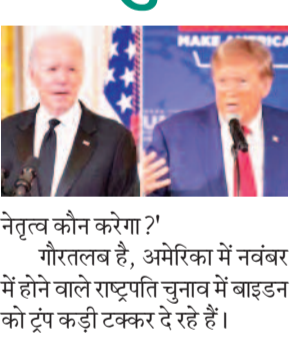 MAKE AMERICA
नेतृत्व कौन करेगा ?'
गौरतलब है, अमेरिका में नवंबर
में होने वाले राष्ट्रपति चुनाव में बाइडन
को ट्रंप कड़ी टक्कर दे रहे हैं।